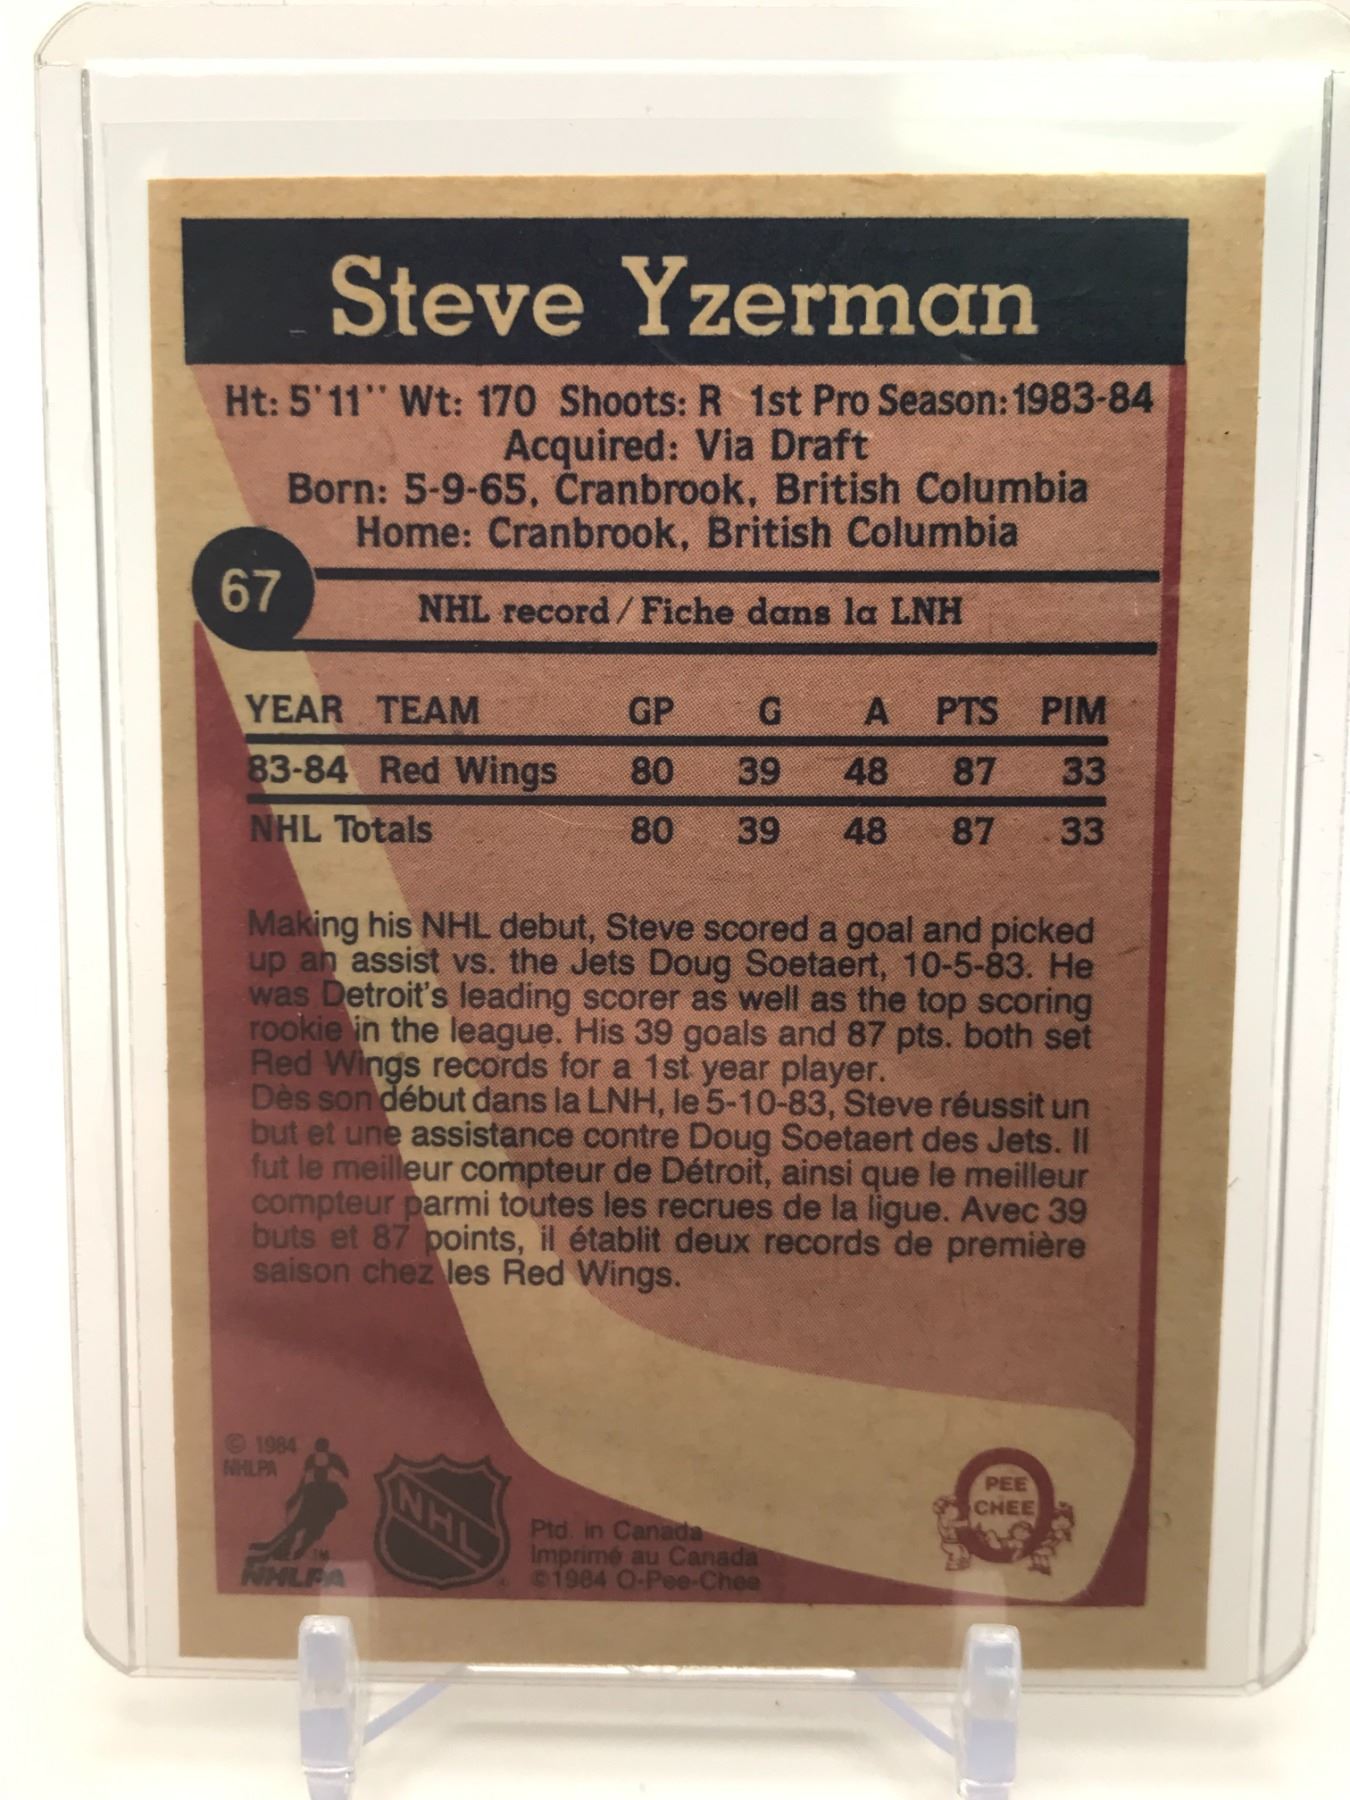 Steve Yzerman
Ht: 5'11'' Wt: 170 Shoots: R 1st Pro Season: 1983-84
Acquired: Via Draft
Born: 5-9-65, Cranbrook, British Columbia
Home: Cranbrook, British Columbia
67
NHL record / Fiche dans la LNH
YEAR TEAM GP G A PTS PIM
83-84 Red Wings 80 39 48 87 33
NHL Totals 80 39 48 87 33
Making his NHL debut, Steve scored a goal and picked
up an assist vs. the Jets Doug Soetaert, 10-5-83. He
was Detroit's leading scorer as well as the top scoring
rookie in the league. His 39 goals and 87 pts. both set
Red Wings records for a 1st year player.
Dès son début dans la LNH, le 5-10-83, Steve réussit un
but et une assistance contre Doug Soetaert des Jets. Il
fut le meilleur compteur de Détroit, ainsi que le meilleur
compteur parmi toutes les recrues de la ligue. Avec 39
buts et 87 points, il établit deux records de première
saison chez les Red Wings.
© 1984
NHLPA
TM
NHLPA
NHL
Ptd. in Canada
Imprimé au Canada
©1984 O-Pee-Chee
PEE
CHEE